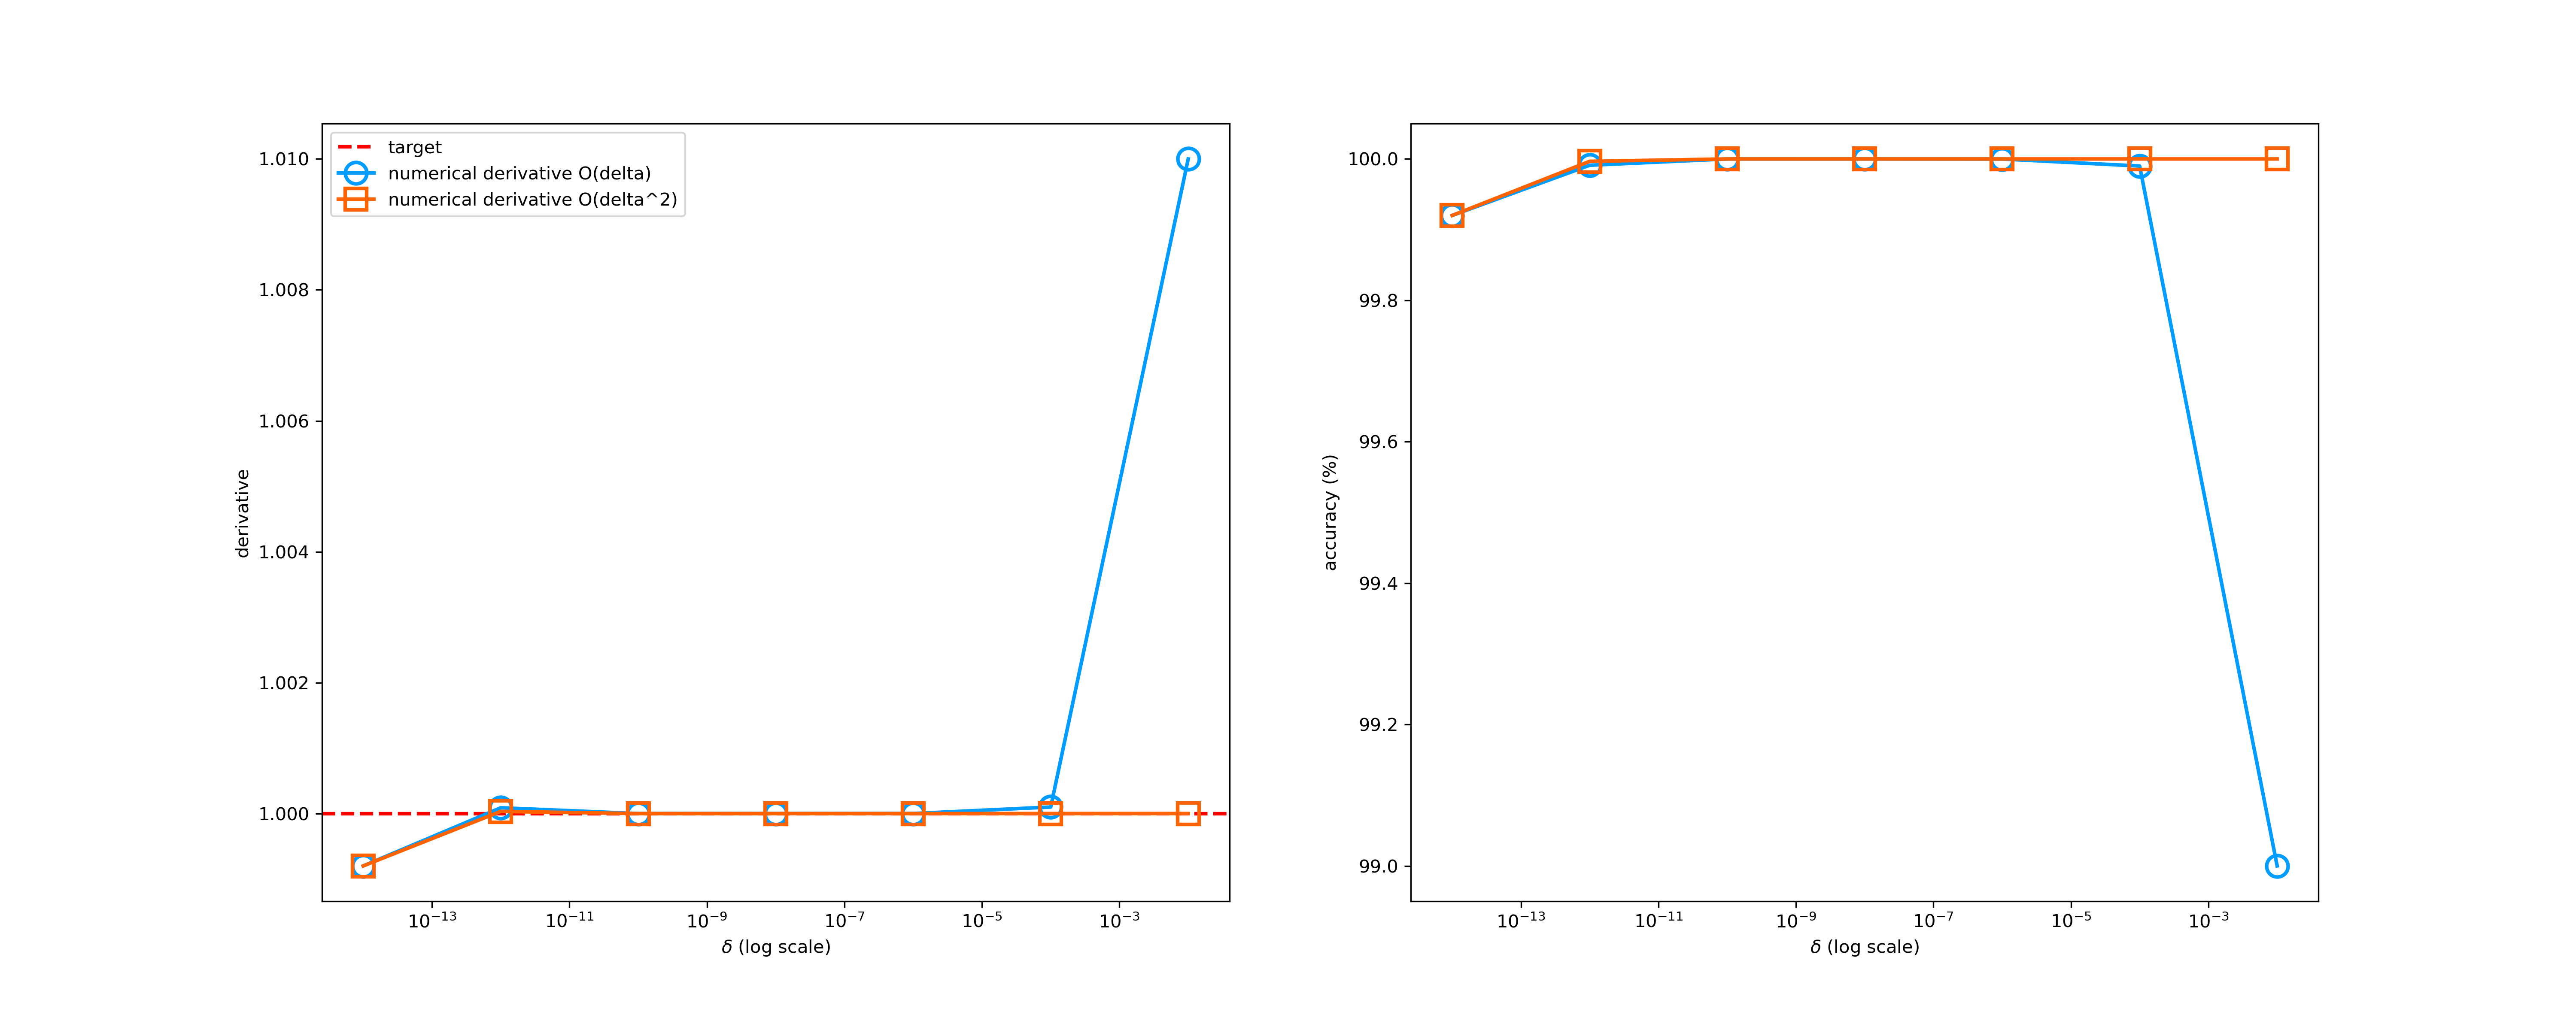 target
numerical derivative O(delta)
numerical derivative O(delta^2)
1.010
1.008
1.006
1.004
1.002
1.000
derivative
10⁻¹³ 10⁻¹¹ 10⁻⁹ 10⁻⁷ 10⁻⁵ 10⁻³
δ (log scale)
100.0
99.8
99.6
99.4
99.2
99.0
accuracy (%)
10⁻¹³ 10⁻¹¹ 10⁻⁹ 10⁻⁷ 10⁻⁵ 10⁻³
δ (log scale)